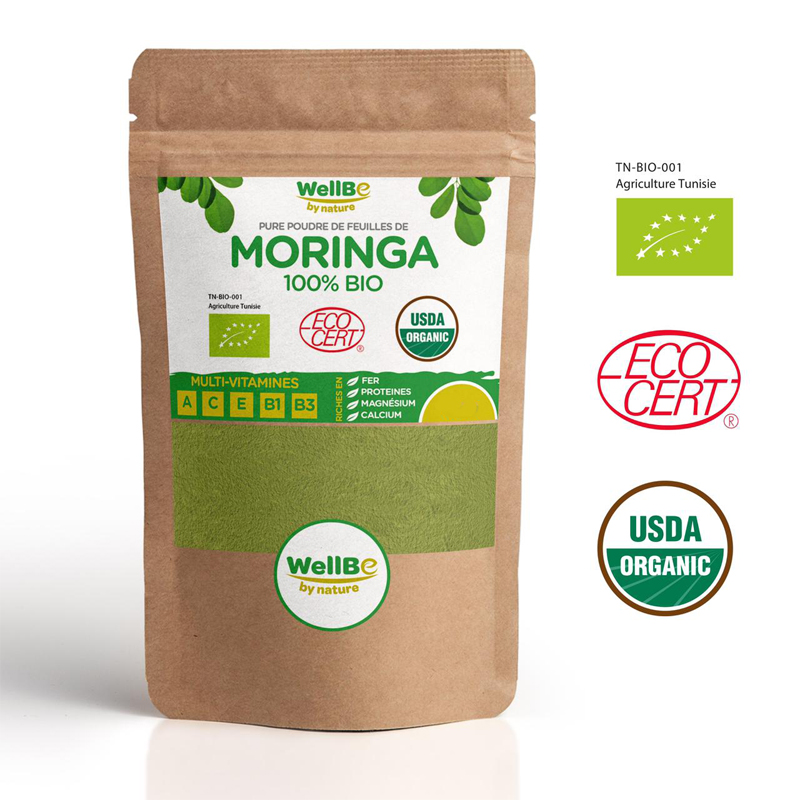 WellBe
by nature
PURE POUDRE DE FEUILLES DE
MORINGA
100% BIO
TN-BIO-001
Agriculture Tunisie
ECO
CERT
®
USDA
ORGANIC
MULTI-VITAMINES
A C E B1 B3
RICHES EN
FER
PROTEINES
MAGNÉSIUM
CALCIUM
WellBe
by nature
TN-BIO-001
Agriculture Tunisie
ECO
CERT
®
USDA
ORGANIC